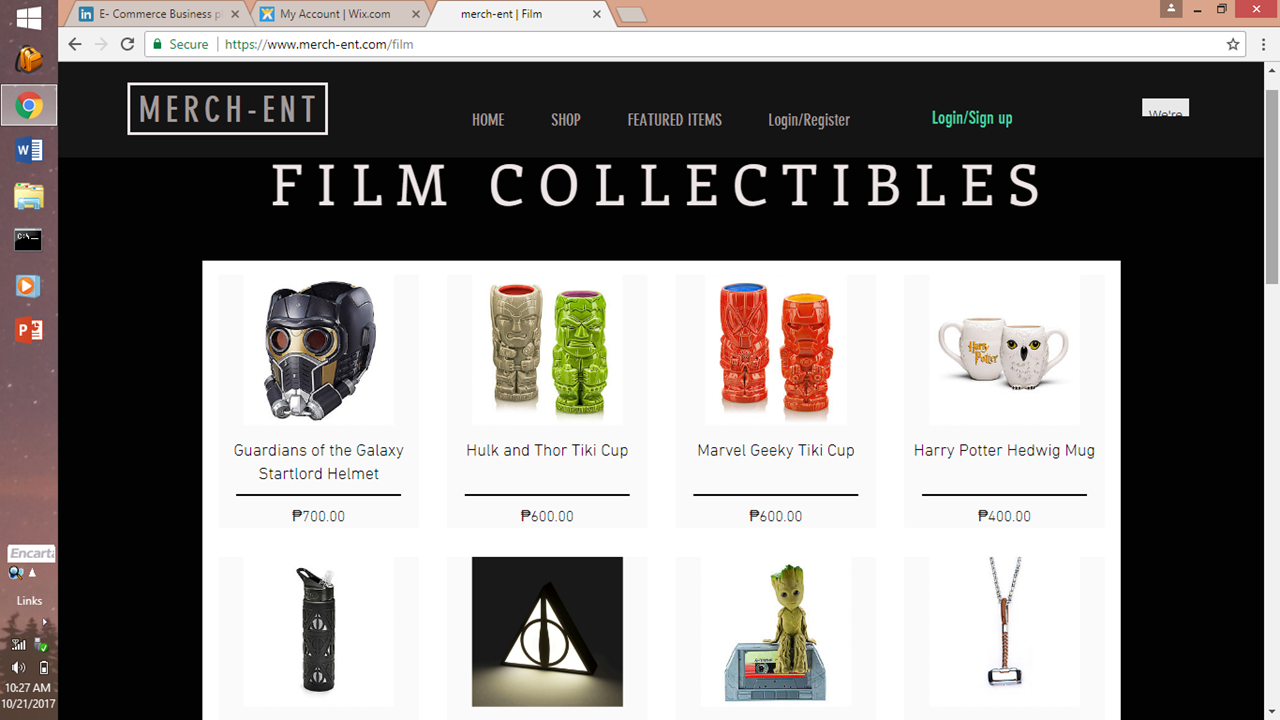 E- Commerce Business p
My Account | Wix.com
merch-ent | Film
Secure
https://www.merch-ent.com/film
MERCH-ENT
HOME
SHOP
FEATURED ITEMS
Login/Register
Login/Sign up
We're
FILM COLLECTIBLES
Guardians of the Galaxy
Startlord Helmet
₱700.00
Hulk and Thor Tiki Cup
₱600.00
Marvel Geeky Tiki Cup
₱600.00
Harry Potter
Harry Potter Hedwig Mug
₱400.00
Encarta
Links
10:27 AM
10/21/2017